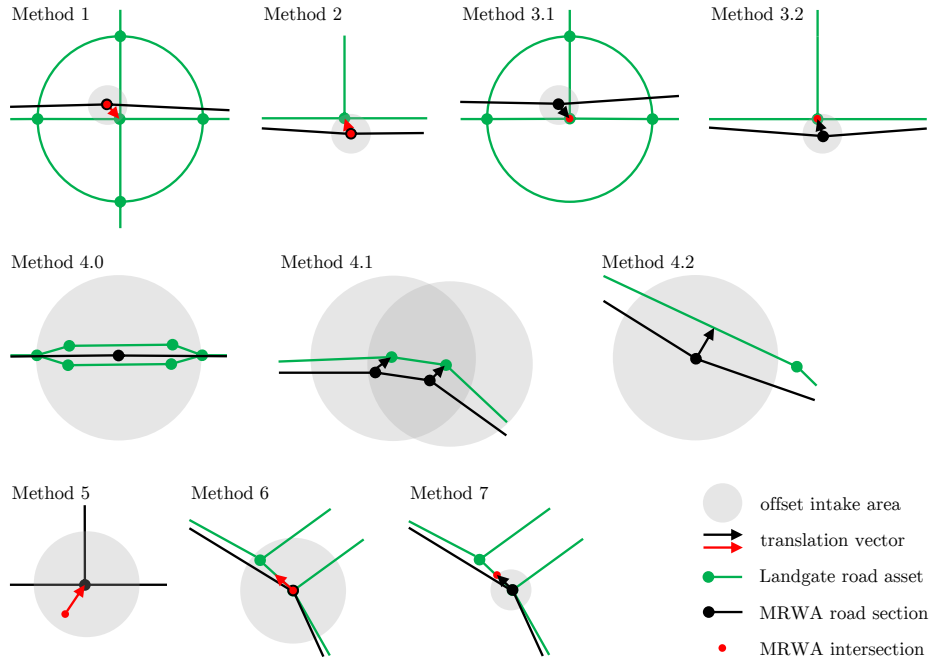 Method 1
Method 2
Method 3.1
Method 3.2
Method 4.0
Method 4.1
Method 4.2
Method 5
Method 6
Method 7
offset intake area
translation vector
Landgate road asset
MRWA road section
MRWA intersection